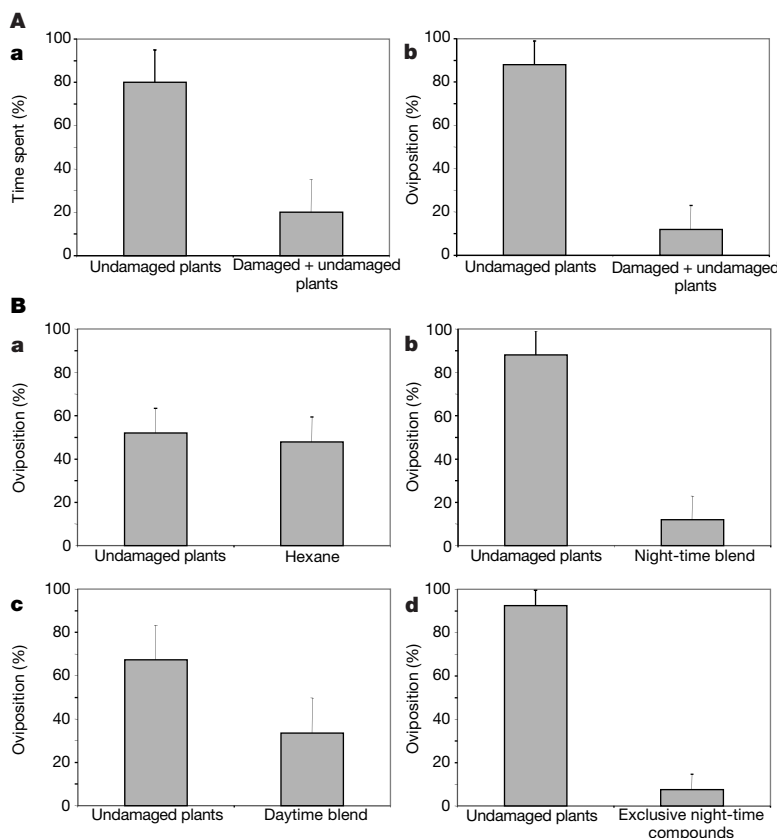 A
a
b
100
80
60
40
20
0
Time spent (%)
Undamaged plants
Damaged + undamaged
plants
100
80
60
40
20
0
Oviposition (%)
Undamaged plants
Damaged + undamaged
plants
B
a
b
100
80
60
40
20
0
Oviposition (%)
Undamaged plants
Hexane
100
80
60
40
20
0
Oviposition (%)
Undamaged plants
Night-time blend
c
d
100
80
60
40
20
0
Oviposition (%)
Undamaged plants
Daytime blend
100
80
60
40
20
0
Oviposition (%)
Undamaged plants
Exclusive night-time
compounds